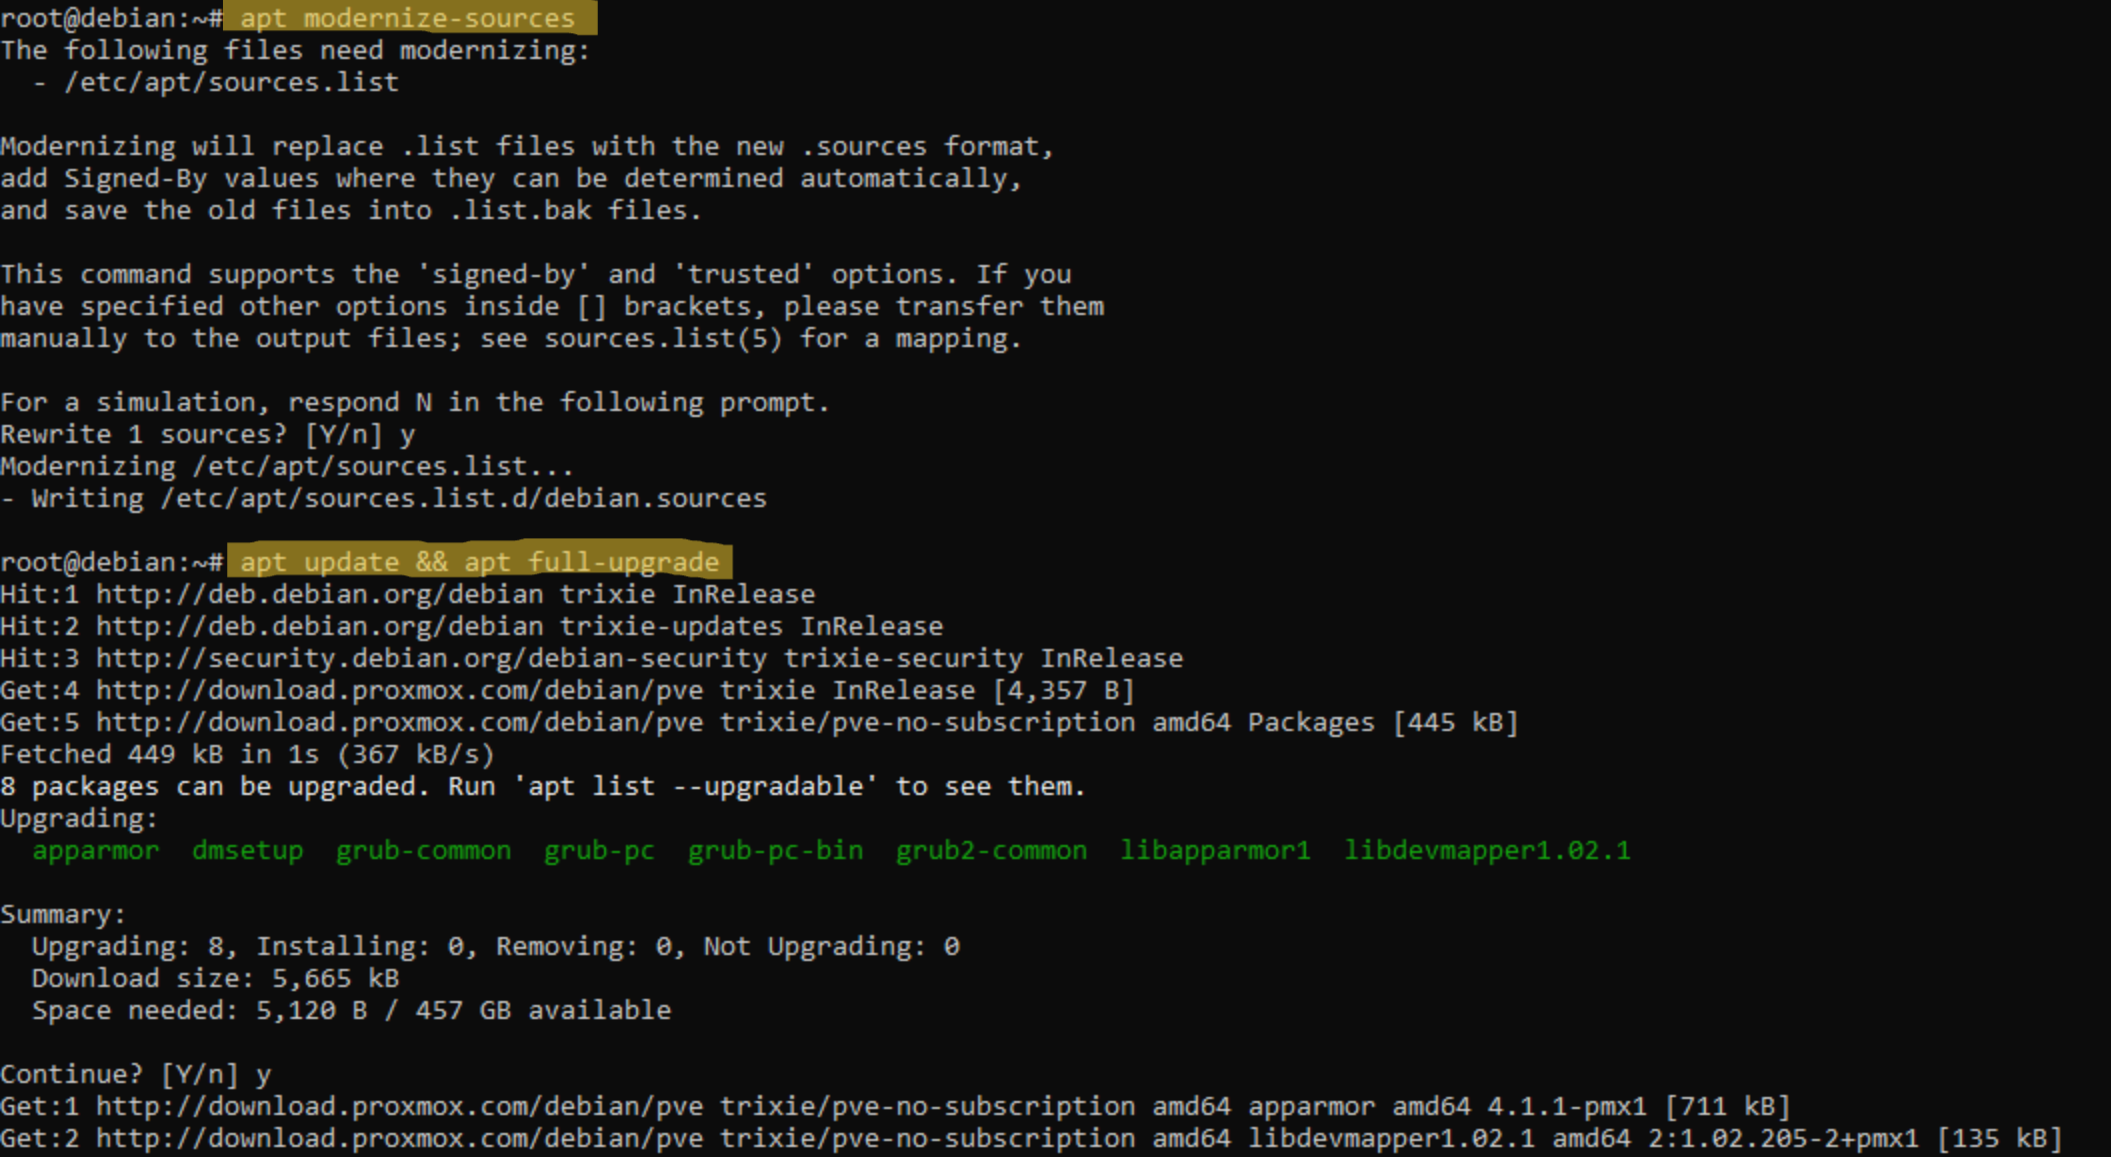 root@debian:~# apt modernize-sources
The following files need modernizing:
  - /etc/apt/sources.list

Modernizing will replace .list files with the new .sources format,
add Signed-By values where they can be determined automatically,
and save the old files into .list.bak files.

This command supports the 'signed-by' and 'trusted' options. If you
have specified other options inside [] brackets, please transfer them
manually to the output files; see sources.list(5) for a mapping.

For a simulation, respond N in the following prompt.
Rewrite 1 sources? [Y/n] y
Modernizing /etc/apt/sources.list...
- Writing /etc/apt/sources.list.d/debian.sources

root@debian:~# apt update && apt full-upgrade
Hit:1 http://deb.debian.org/debian trixie InRelease
Hit:2 http://deb.debian.org/debian trixie-updates InRelease
Hit:3 http://security.debian.org/debian-security trixie-security InRelease
Get:4 http://download.proxmox.com/debian/pve trixie InRelease [4,357 B]
Get:5 http://download.proxmox.com/debian/pve trixie/pve-no-subscription amd64 Packages [445 kB]
Fetched 449 kB in 1s (367 kB/s)
8 packages can be upgraded. Run 'apt list --upgradable' to see them.
Upgrading:
  apparmor  dmsetup  grub-common  grub-pc  grub-pc-bin  grub2-common  libapparmor1  libdevmapper1.02.1

Summary:
  Upgrading: 8, Installing: 0, Removing: 0, Not Upgrading: 0
  Download size: 5,665 kB
  Space needed: 5,120 B / 457 GB available

Continue? [Y/n] y
Get:1 http://download.proxmox.com/debian/pve trixie/pve-no-subscription amd64 apparmor amd64 4.1.1-pmx1 [711 kB]
Get:2 http://download.proxmox.com/debian/pve trixie/pve-no-subscription amd64 libdevmapper1.02.1 amd64 2:1.02.205-2+pmx1 [135 kB]